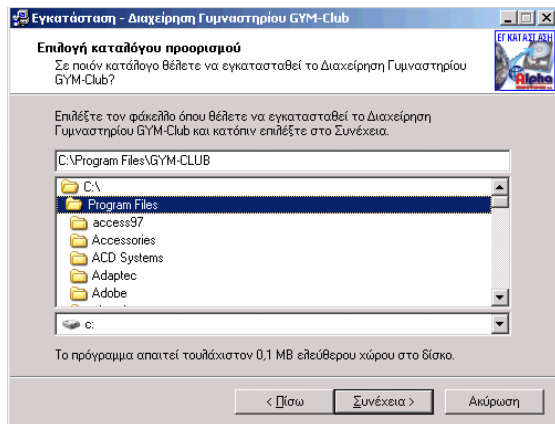 Εγκατάσταση - Διαχείρηση Γυμναστηρίου GYM-Club
Επιλογή καταλόγου προορισμού
Σε ποιόν κατάλογο θέλετε να εγκατασταθεί το Διαχείρηση Γυμναστηρίου
GYM-Club?
ΕΓΚΑΤΑΣΤΑΣΗ
Alpha
Επιλέξτε τον φάκελλο όπου θέλετε να εγκατασταθεί το Διαχείρηση
Γυμναστηρίου GYM-Club και κατόπιν επιλέξτε στο Συνέχεια.
C:\Program Files\GYM-CLUB
C:\
Program Files
access97
Accessories
ACD Systems
Adaptec
Adobe
c:
Το πρόγραμμα απαιτεί τουλάχιστον 0,1 MB ελεύθερου χώρου στο δίσκο.
< Πίσω
Συνέχεια >
Ακύρωση